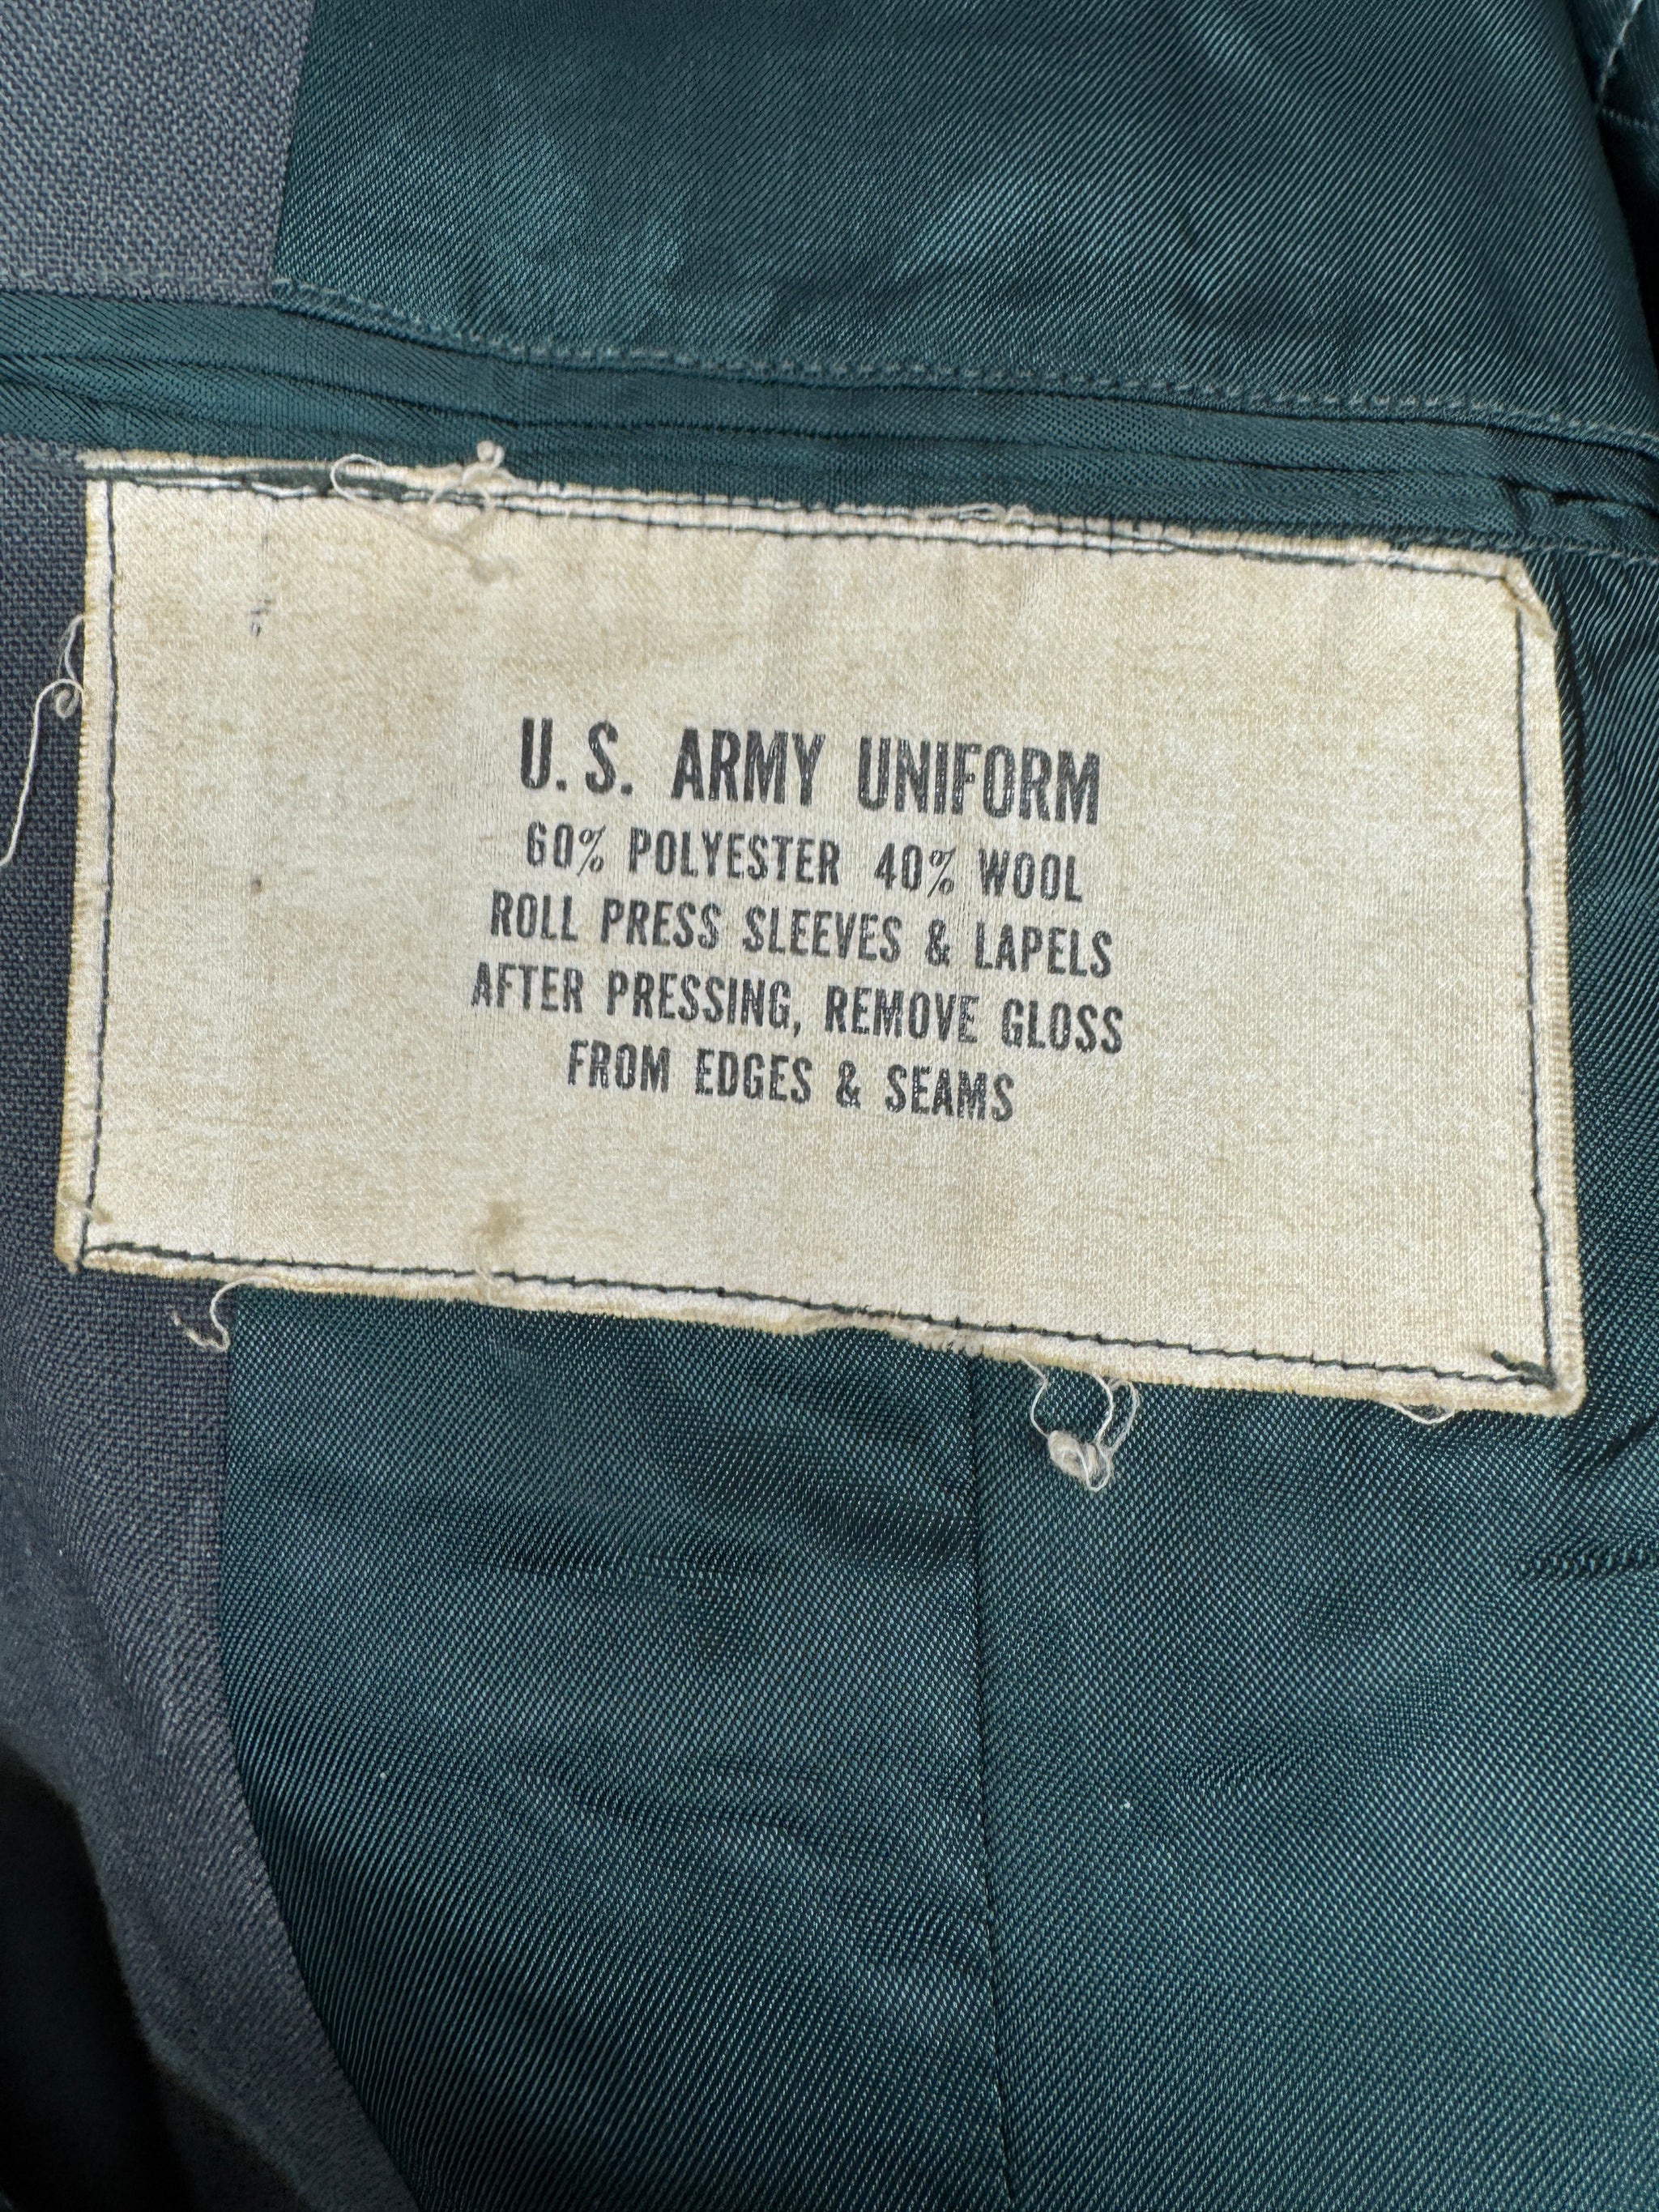 U.S. ARMY UNIFORM
60% POLYESTER 40% WOOL
ROLL PRESS SLEEVES & LAPELS
AFTER PRESSING, REMOVE GLOSS
FROM EDGES & SEAMS